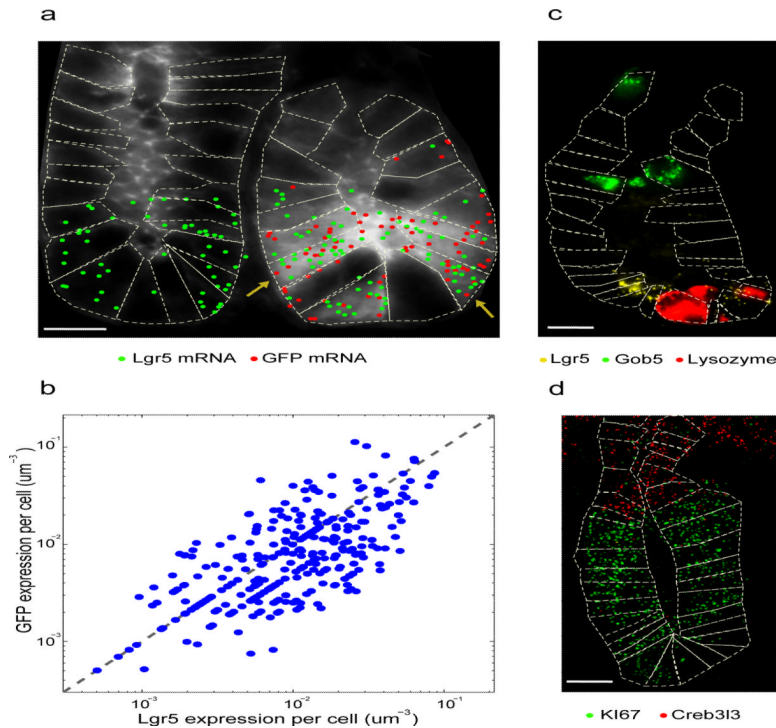 a
c
Lgr5 mRNA GFP mRNA
Lgr5 Gob5 Lysozyme
b
d
GFP expression per cell (um⁻³)
10⁻¹
10⁻²
10⁻³
10⁻³ 10⁻² 10⁻¹
Lgr5 expression per cell (um⁻³)
KI67 Creb3l3